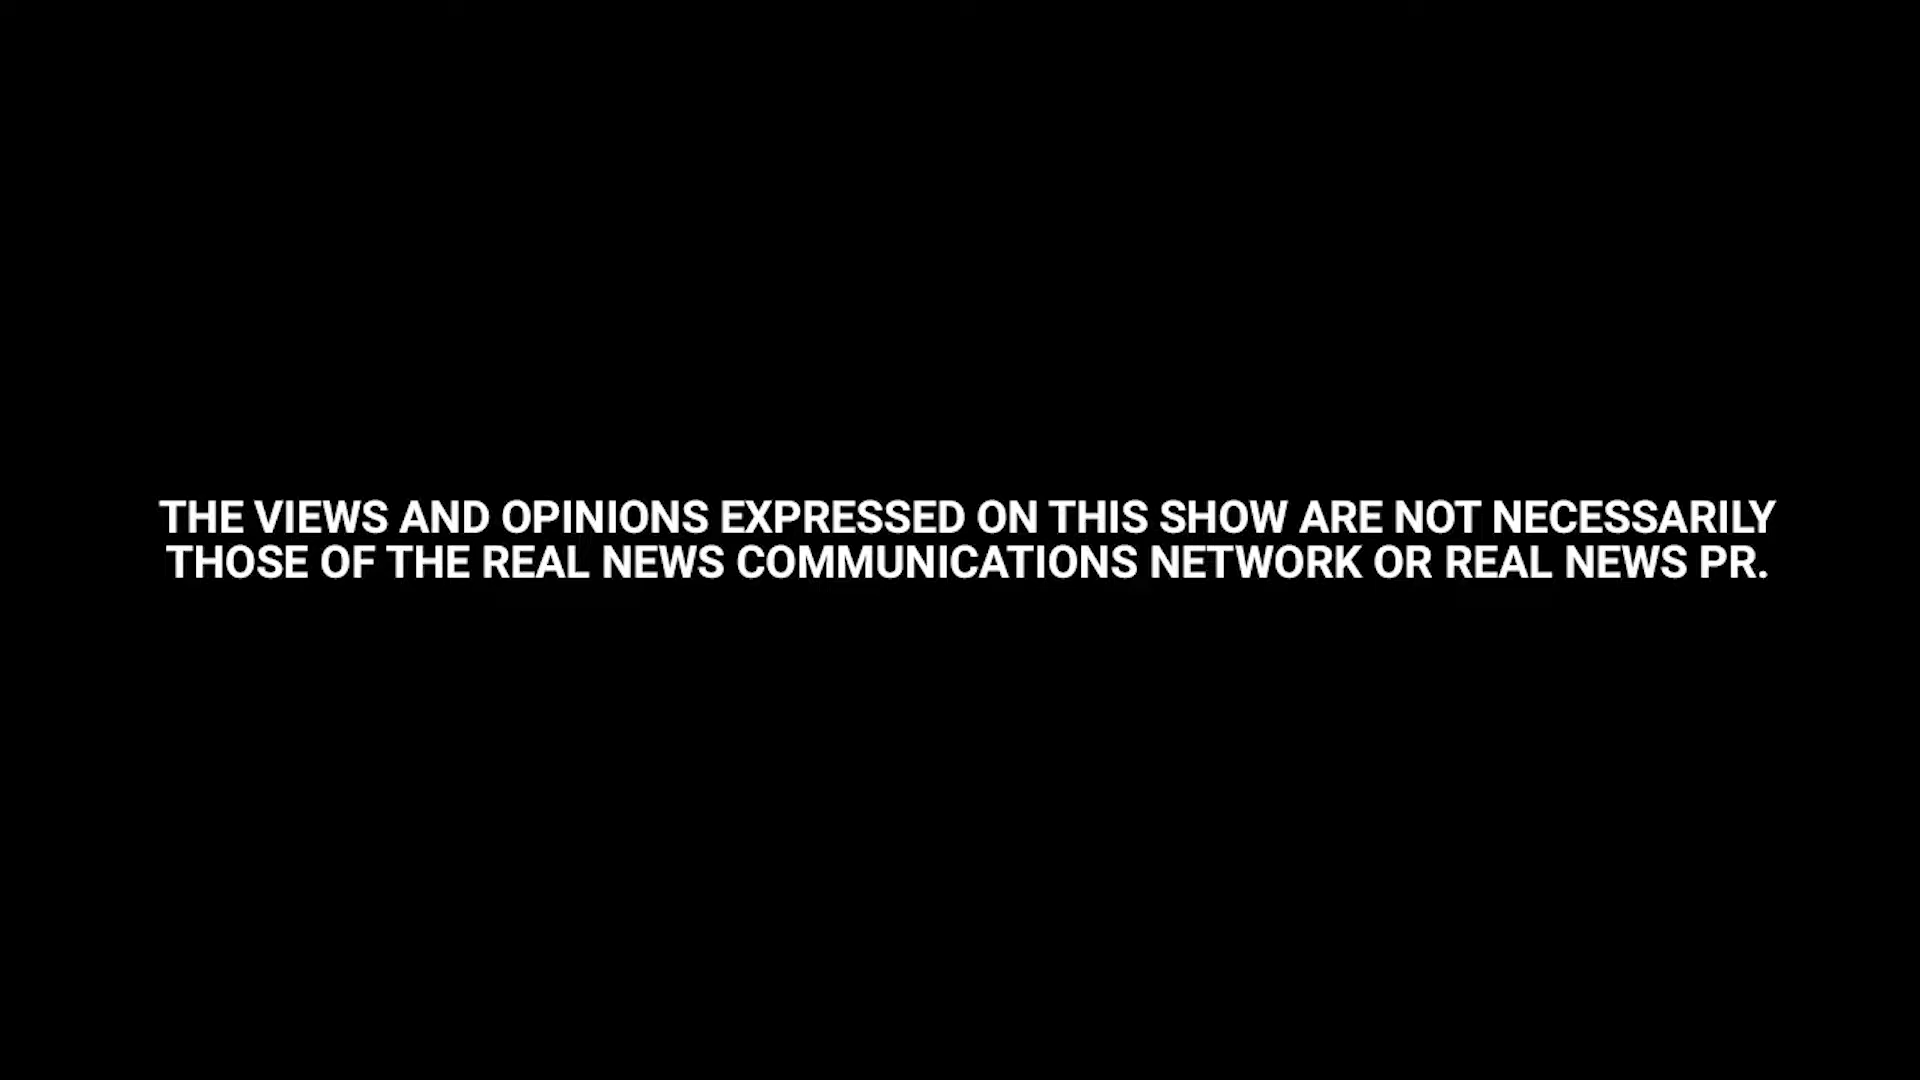 THE VIEWS AND OPINIONS EXPRESSED ON THIS SHOW ARE NOT NECESSARILY
THOSE OF THE REAL NEWS COMMUNICATIONS NETWORK OR REAL NEWS PR.